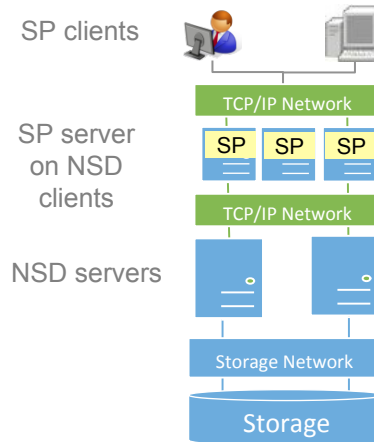 SP clients
TCP/IP Network
SP server
on NSD
clients
SP SP SP
TCP/IP Network
NSD servers
Storage Network
Storage